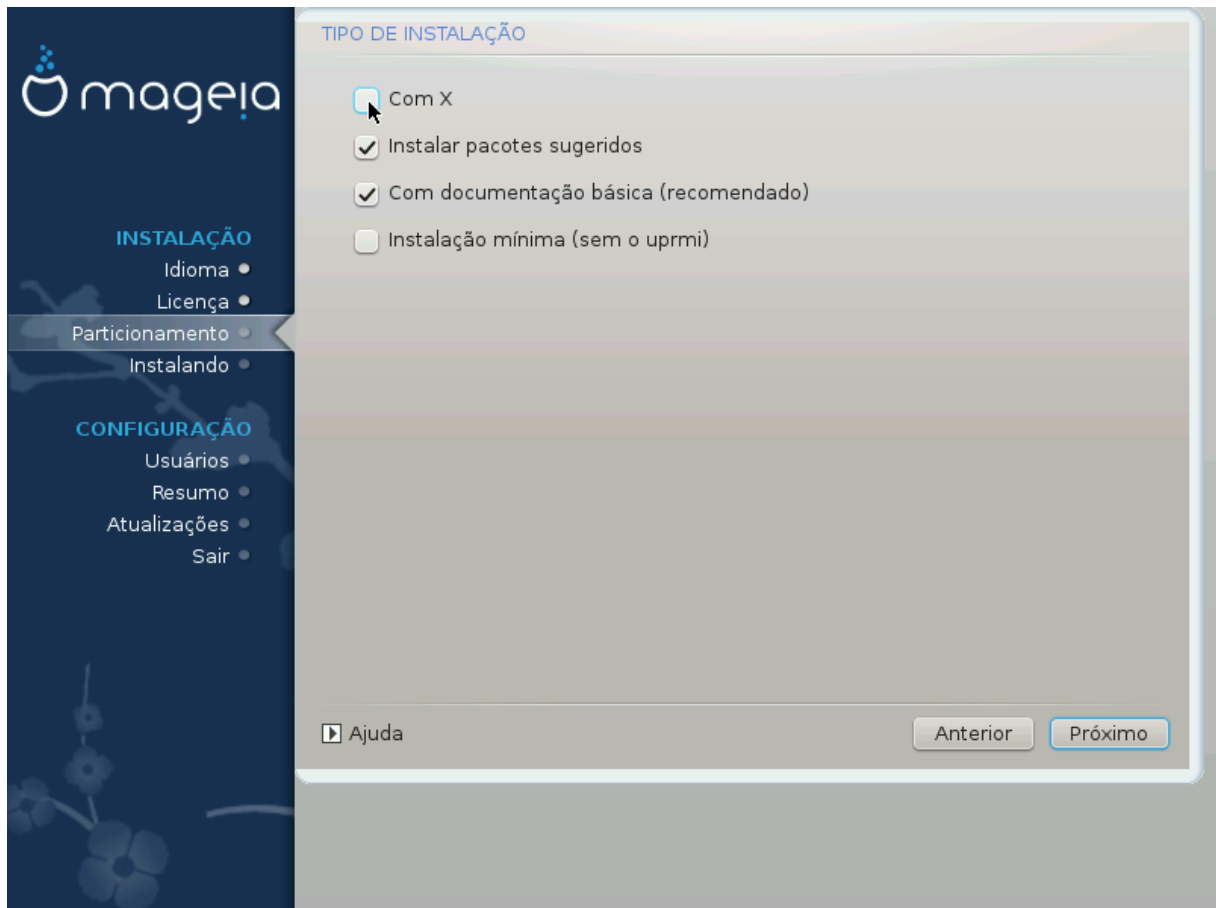 mageia
INSTALAÇÃO
Idioma
Licença
Particionamento
Instalando
CONFIGURAÇÃO
Usuários
Resumo
Atualizações
Sair
TIPO DE INSTALAÇÃO
Com X
Instalar pacotes sugeridos
Com documentação básica (recomendado)
Instalação mínima (sem o uprmi)
Ajuda
Anterior
Próximo